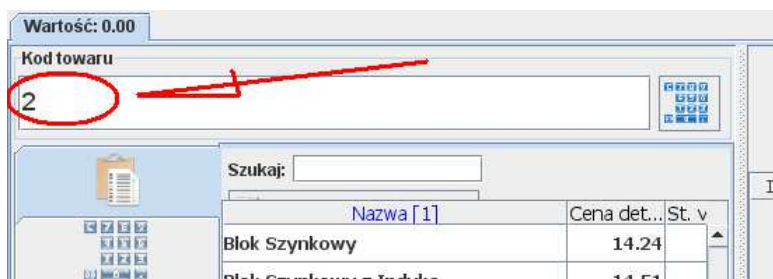 Wartość: 0.00
Kod towaru
2
Szukaj:
Nazwa [1] Cena det... St. v
Blok Szynkowy 14.24